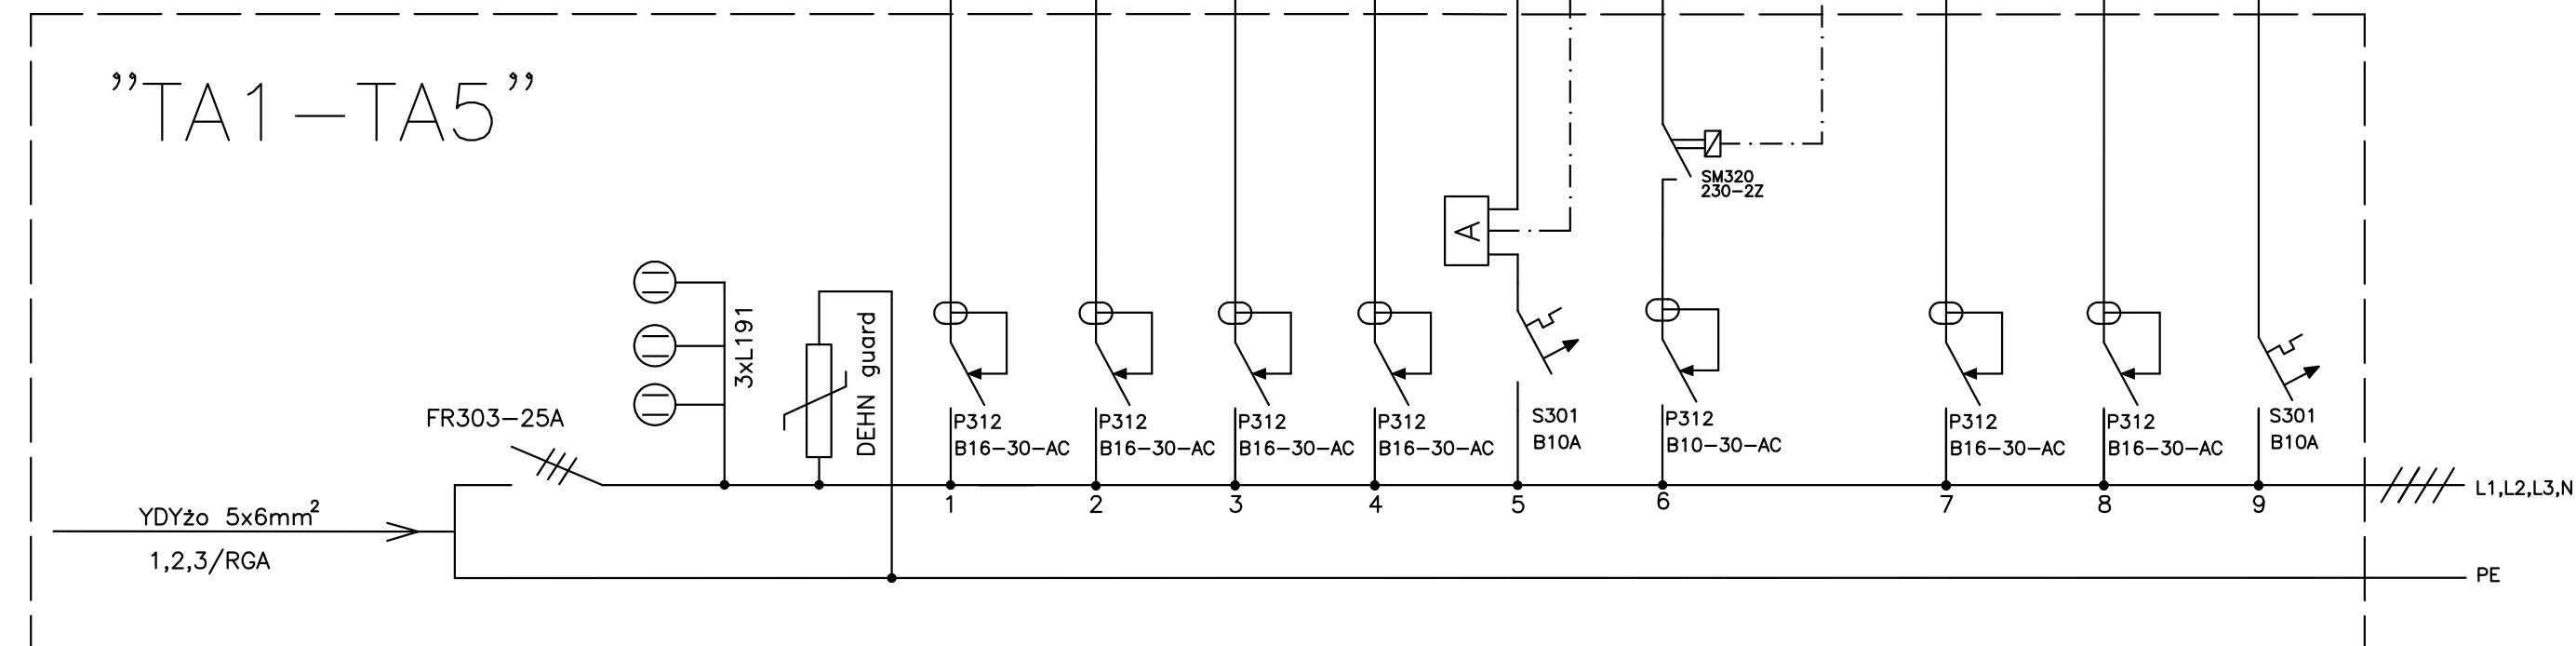 ”TA1-TA5”
SM320
230-2Z
A
3xL191
DEHN guard
FR303-25A
P312
B16-30-AC
P312
B16-30-AC
P312
B16-30-AC
P312
B16-30-AC
S301
B10A
P312
B10-30-AC
P312
B16-30-AC
P312
B16-30-AC
S301
B10A
1
2
3
4
5
6
7
8
9
L1,L2,L3,N
YDYżo 5x6mm²
1,2,3/RGA
PE